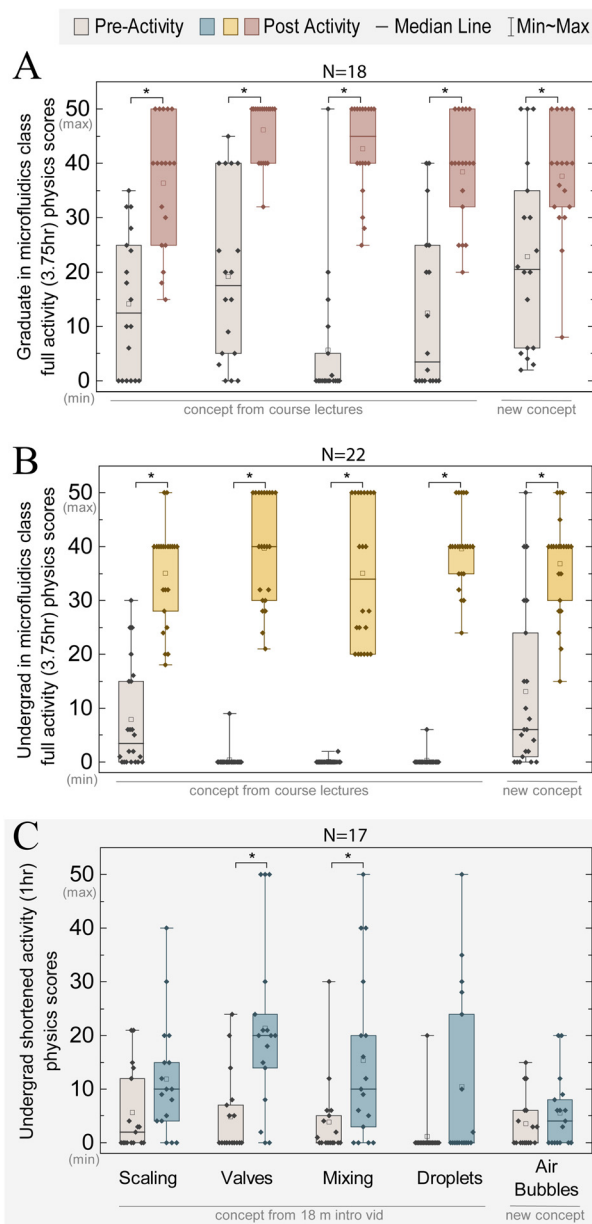 Pre-Activity Post Activity Median Line Min~Max
A
N=18
* * * * *
50
(max)
40
30
20
10
0
(min)
Graduate in microfluidics class
full activity (3.75hr) physics scores
concept from course lectures new concept
B
N=22
* * * * *
50
(max)
40
30
20
10
0
(min)
Undergrad in microfluidics class
full activity (3.75hr) physics scores
concept from course lectures new concept
C
N=17
* *
50
(max)
40
30
20
10
0
(min)
Undergrad shortened activity (1hr)
physics scores
Scaling Valves Mixing Droplets Air
Bubbles
concept from 18 m intro vid new concept